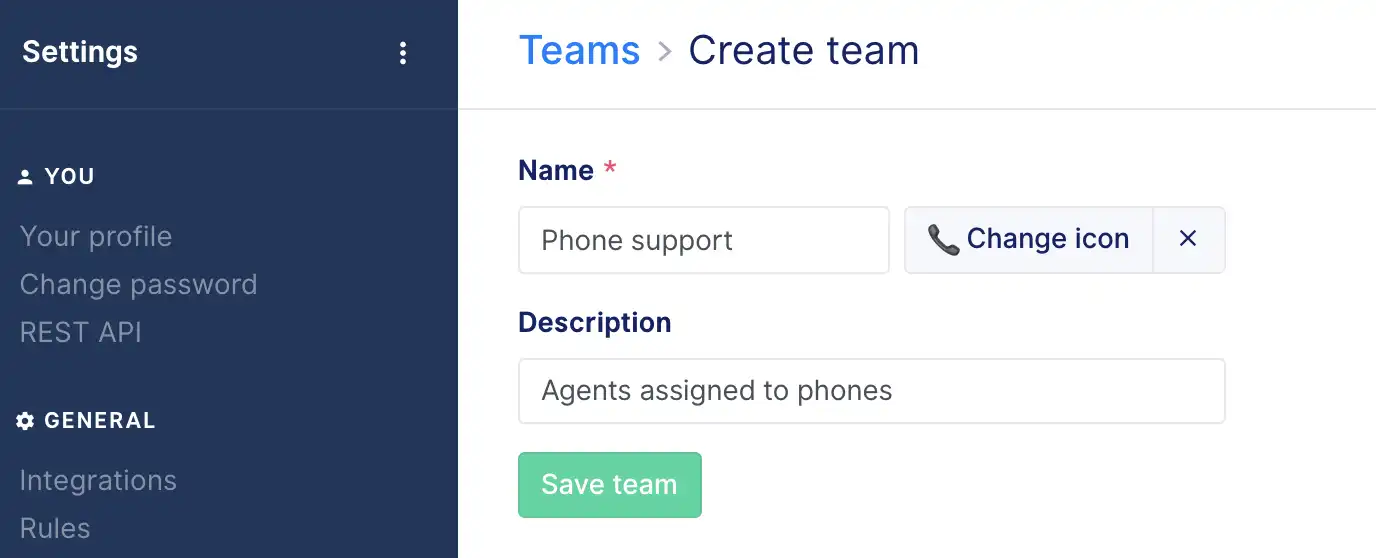 Settings
YOU
Your profile
Change password
REST API
GENERAL
Integrations
Rules
Teams > Create team
Name *
Phone support
Change icon
Description
Agents assigned to phones
Save team